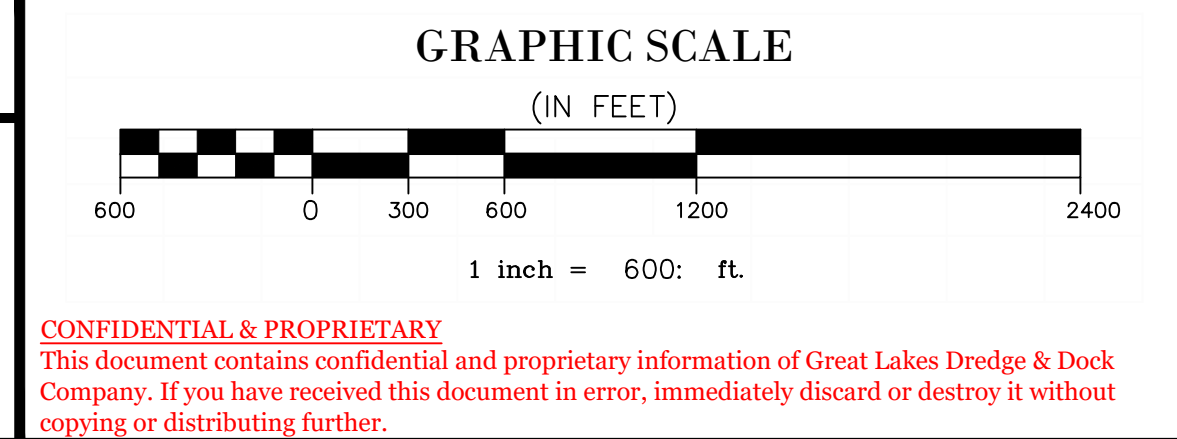 GRAPHIC SCALE
(IN FEET)
600 0 300 600 1200 2400
1 inch = 600: ft.
CONFIDENTIAL & PROPRIETARY
This document contains confidential and proprietary information of Great Lakes Dredge & Dock
Company. If you have received this document in error, immediately discard or destroy it without
copying or distributing further.